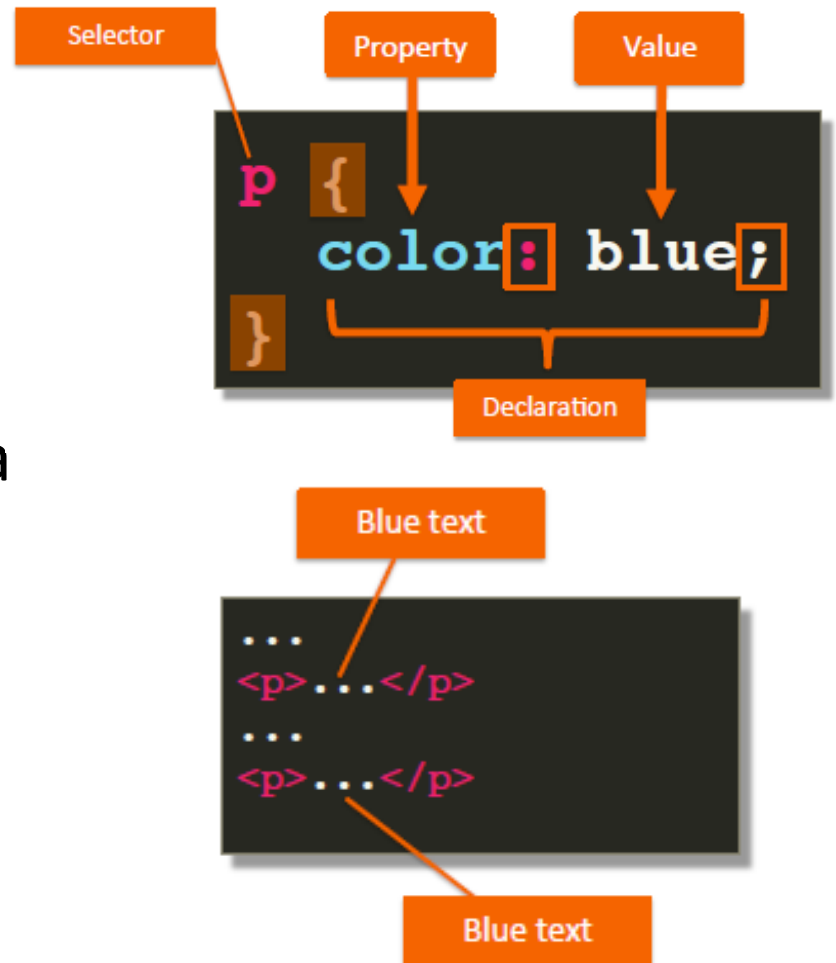 Selector
Property
Value
p {
color: blue;
}
Declaration
a
Blue text
...
<p>...</p>
...
<p>...</p>
Blue text